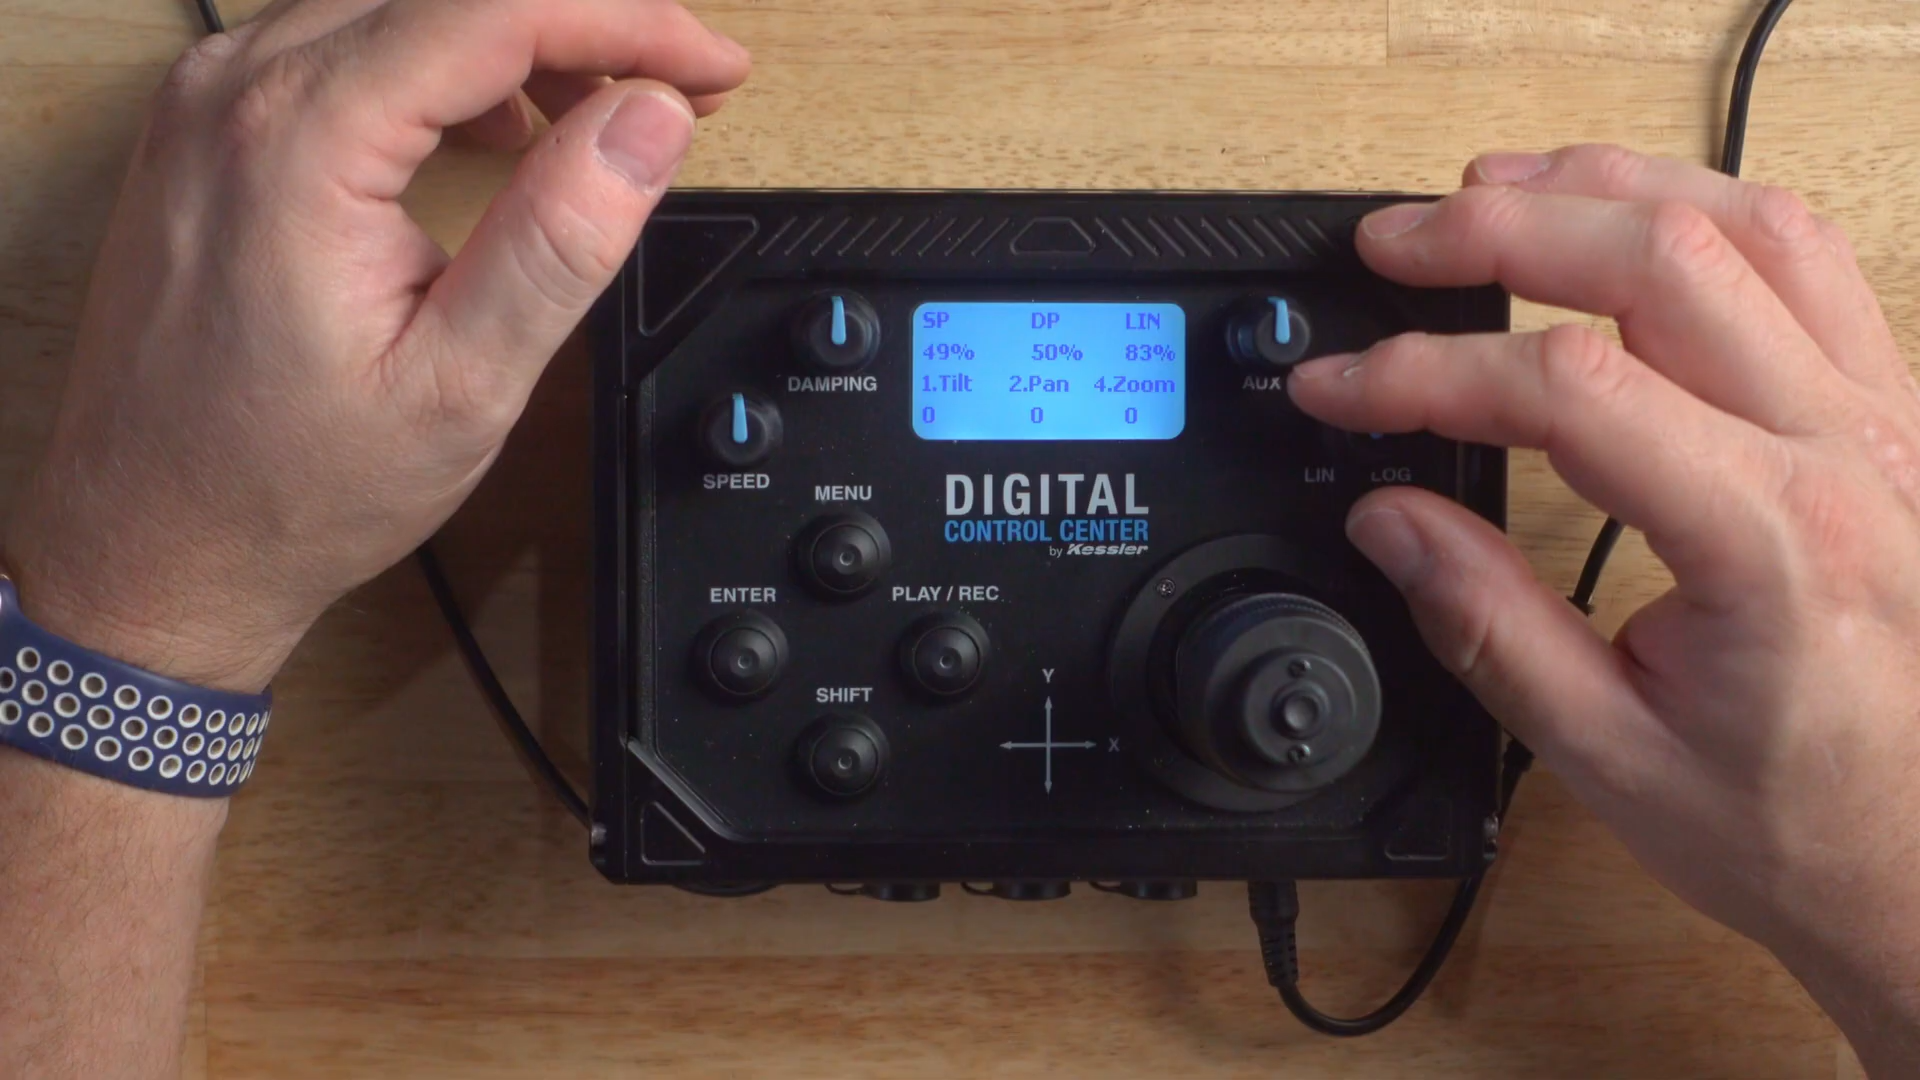 SP DP LIN
49% 50% 83%
1.Tilt 2.Pan 4.Zoom
0 0 0
DAMPING
AUX
SPEED
LIN LOG
MENU
DIGITAL
CONTROL CENTER
by Kessler
ENTER
PLAY / REC
SHIFT
Y
X